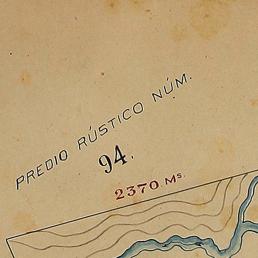 PREDIO RÚSTICO NÚM.
94.
2370 Ms.